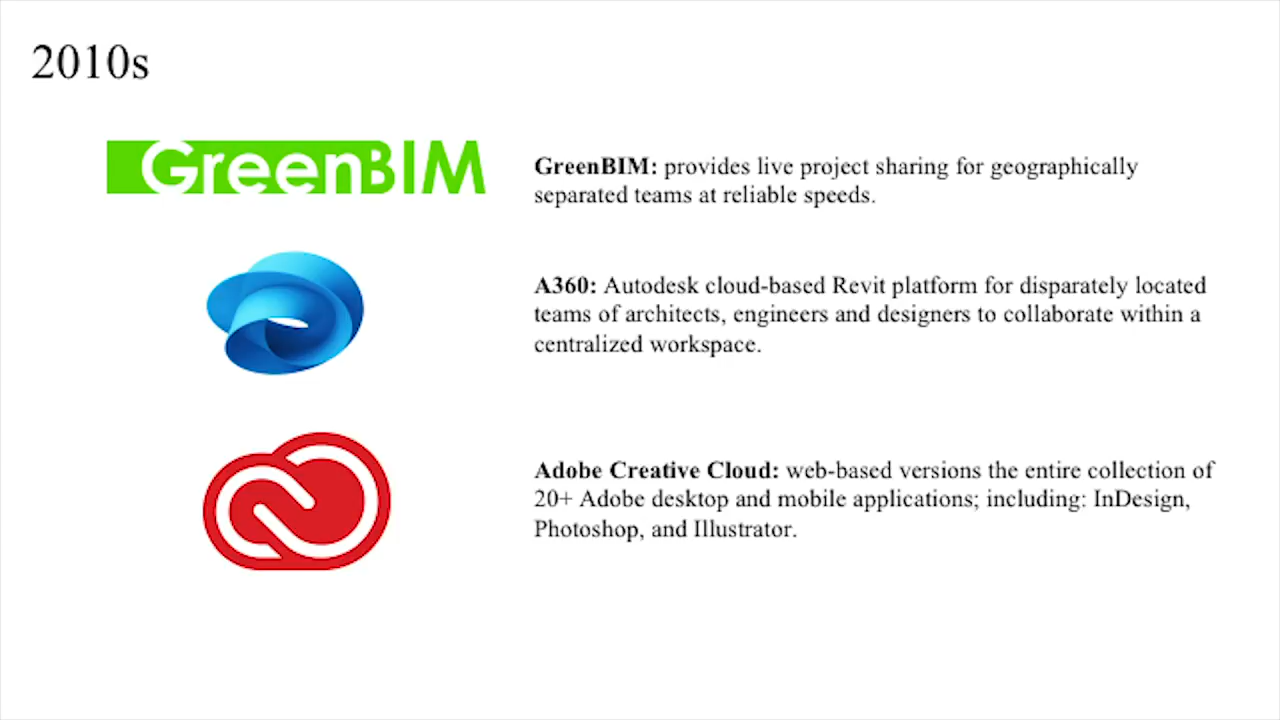 2010s
GreenBIM
GreenBIM: provides live project sharing for geographically
separated teams at reliable speeds.
A360: Autodesk cloud-based Revit platform for disparately located
teams of architects, engineers and designers to collaborate within a
centralized workspace.
Adobe Creative Cloud: web-based versions the entire collection of
20+ Adobe desktop and mobile applications; including: InDesign,
Photoshop, and Illustrator.